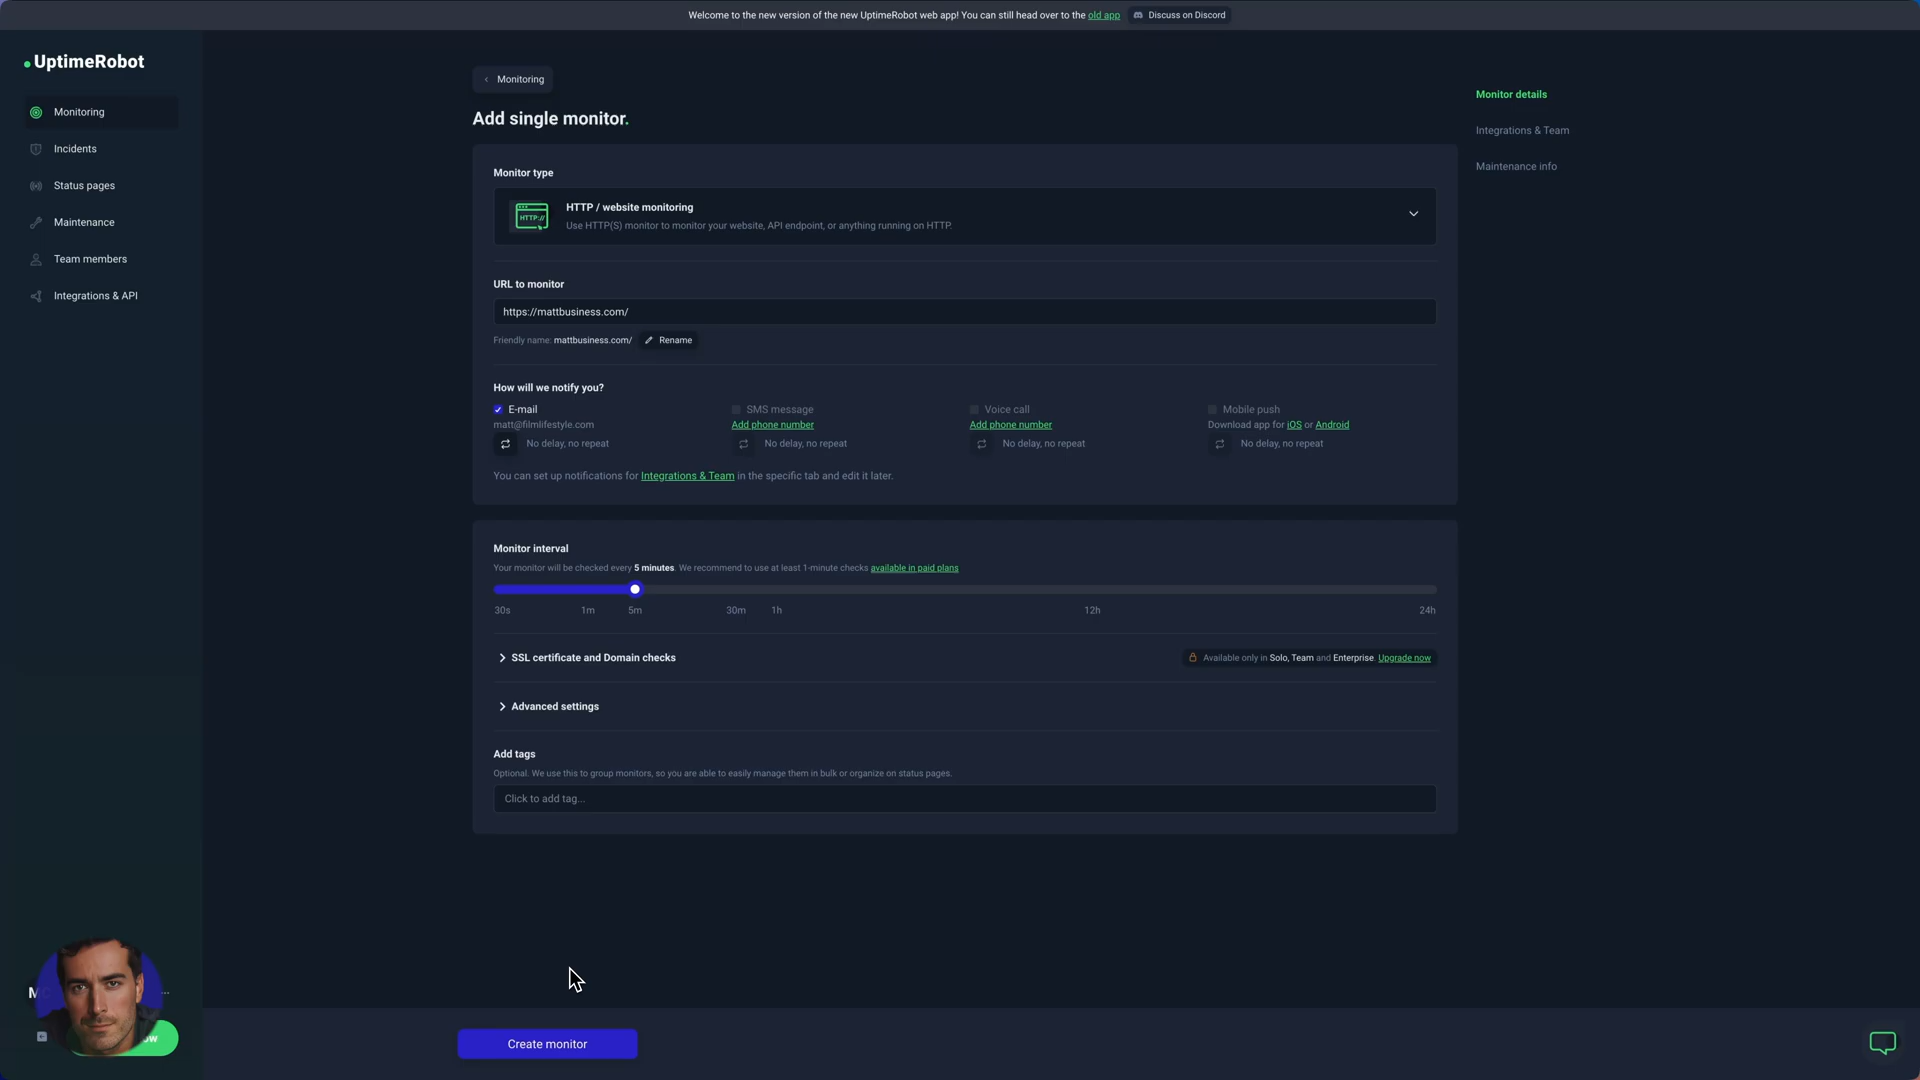 Welcome to the new version of the new UptimeRobot web app! You can still head over to the old app Discuss on Discord
UptimeRobot
Monitoring
Incidents
Status pages
Maintenance
Team members
Integrations & API
Monitoring
Add single monitor.
Monitor type
HTTP://
HTTP / website monitoring
Use HTTP(S) monitor to monitor your website, API endpoint, or anything running on HTTP.
URL to monitor
https://mattbusiness.com/
Friendly name: mattbusiness.com/ Rename
How will we notify you?
E-mail SMS message Voice call Mobile push
matt@filmlifestyle.com Add phone number Add phone number Download app for iOS or Android
No delay, no repeat No delay, no repeat No delay, no repeat No delay, no repeat
You can set up notifications for Integrations & Team in the specific tab and edit it later.
Monitor interval
Your monitor will be checked every 5 minutes. We recommend to use at least 1-minute checks available in paid plans
30s 1m 5m 30m 1h 12h 24h
SSL certificate and Domain checks Available only in Solo, Team and Enterprise. Upgrade now
Advanced settings
Add tags
Optional. We use this to group monitors, so you are able to easily manage them in bulk or organize on status pages.
Click to add tag...
Create monitor
Monitor details
Integrations & Team
Maintenance info